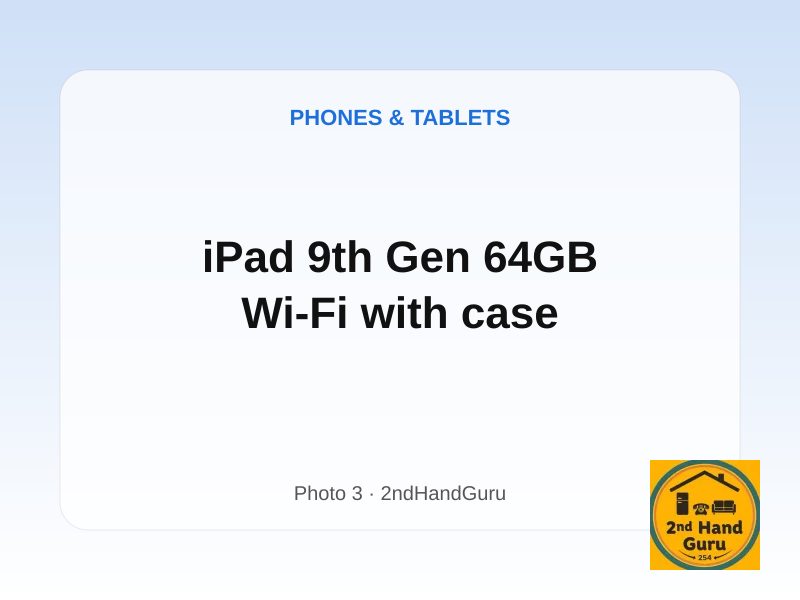 PHONES & TABLETS
iPad 9th Gen 64GB
Wi-Fi with case
Photo 3 · 2ndHandGuru
2nd Hand
Guru
254